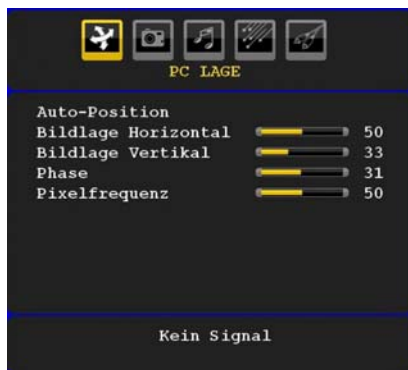 PC LAGE
Auto-Position
Bildlage Horizontal 50
Bildlage Vertikal 33
Phase 31
Pixelfrequenz 50
Kein Signal